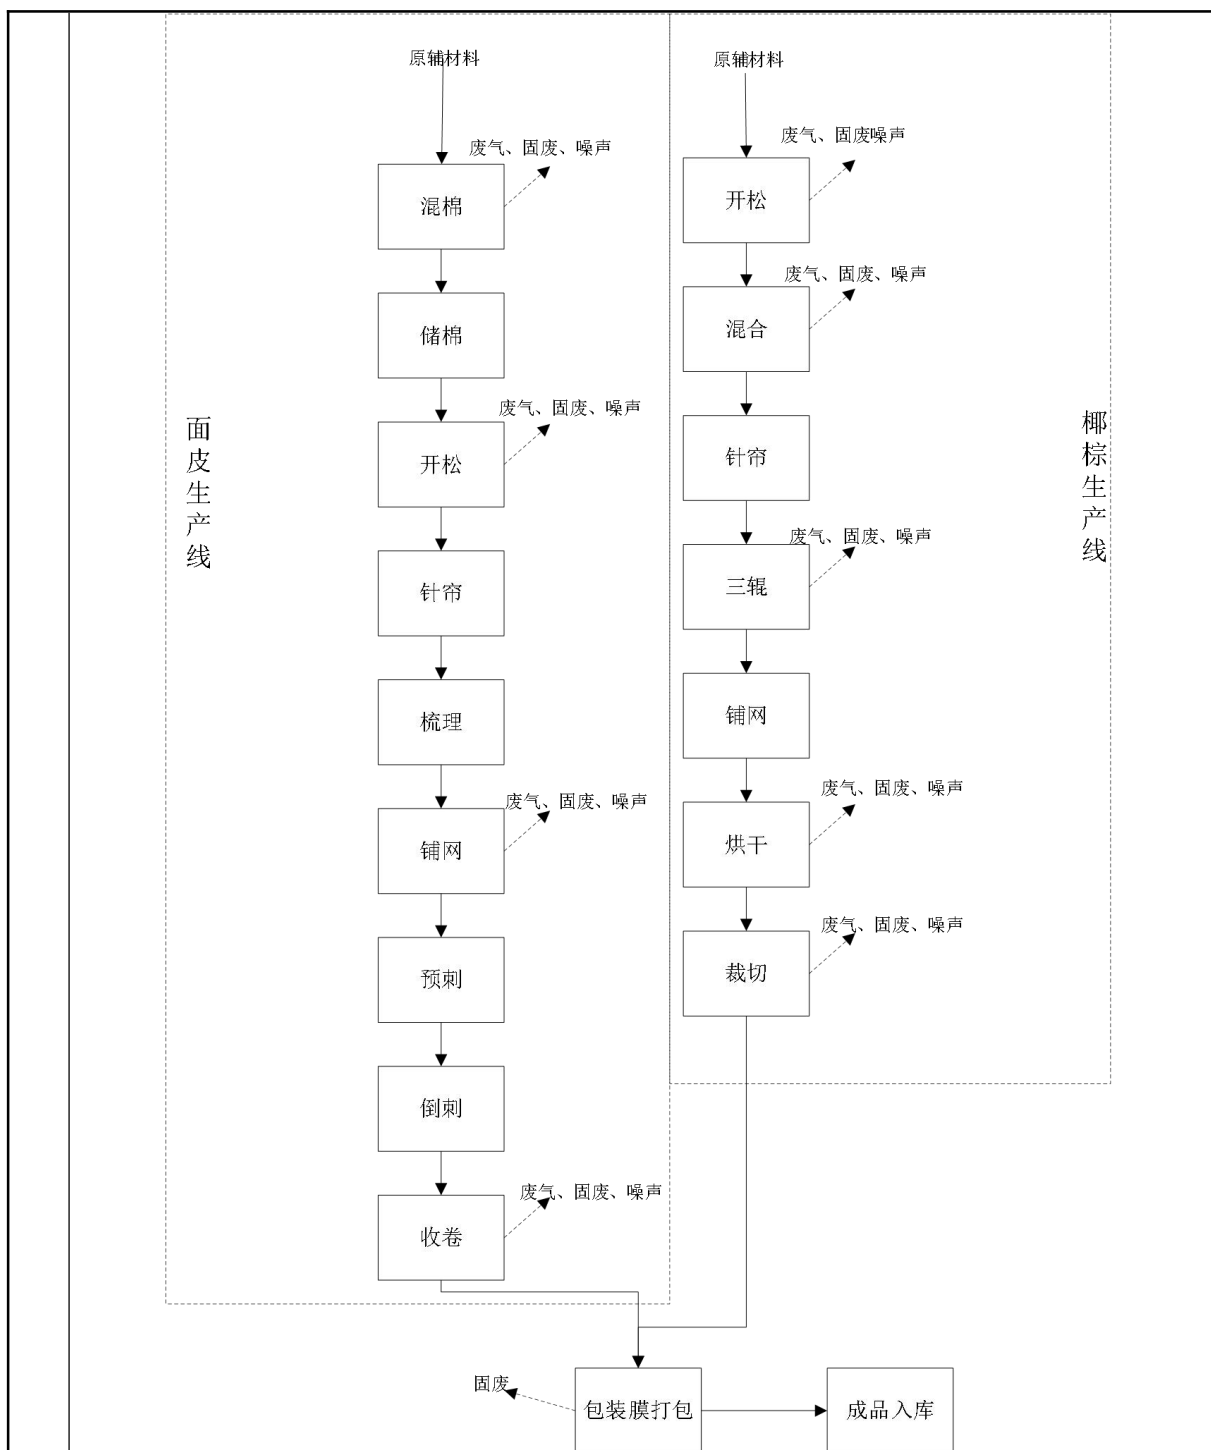 原辅材料
废气、固废、噪声
混棉
储棉
废气、固废、噪声
开松
针帘
梳理
废气、固废、噪声
铺网
预刺
倒刺
废气、固废、噪声
收卷
面皮生产线
原辅材料
废气、固废噪声
开松
废气、固废、噪声
混合
针帘
废气、固废、噪声
三辊
铺网
废气、固废、噪声
烘干
废气、固废、噪声
裁切
椰棕生产线
固废
包装膜打包
成品入库